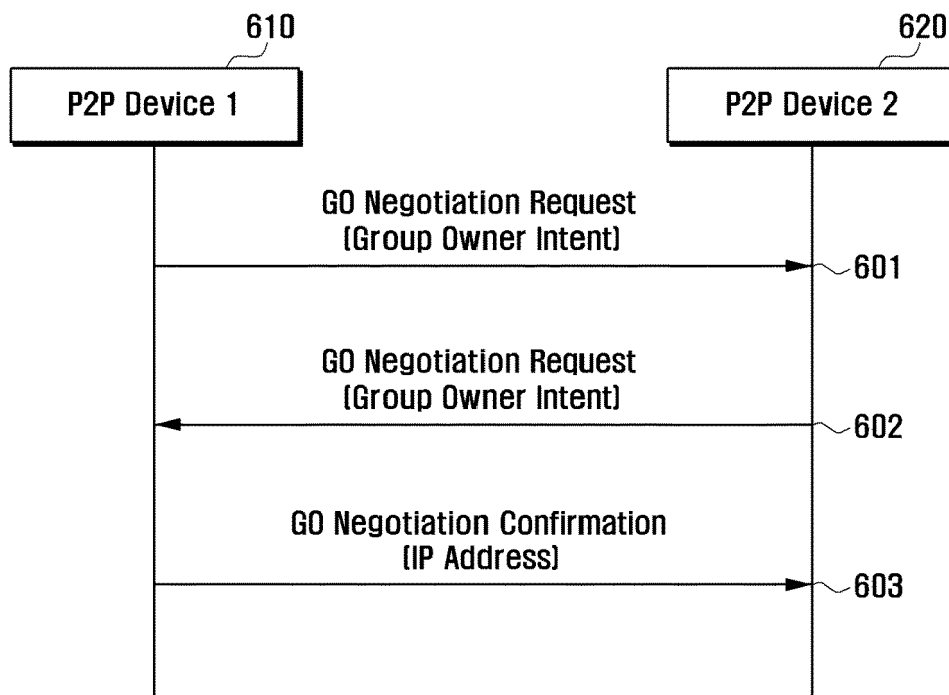 610
620
P2P Device 1
P2P Device 2
GO Negotiation Request
(Group Owner Intent)
601
GO Negotiation Request
(Group Owner Intent)
602
GO Negotiation Confirmation
(IP Address)
603